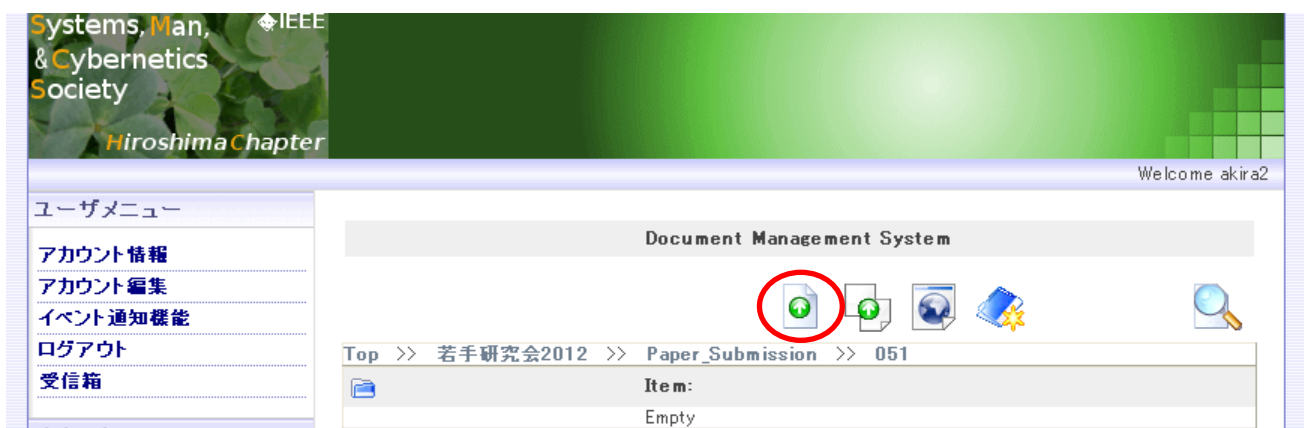 Systems, Man, IEEE
& Cybernetics
Society
Hiroshima Chapter
Welcome akira2
ユーザメニュー
アカウント情報
アカウント編集
イベント通知機能
ログアウト
受信箱
Document Management System
Top >> 若手研究会2012 >> Paper_Submission >> 051
Item:
Empty